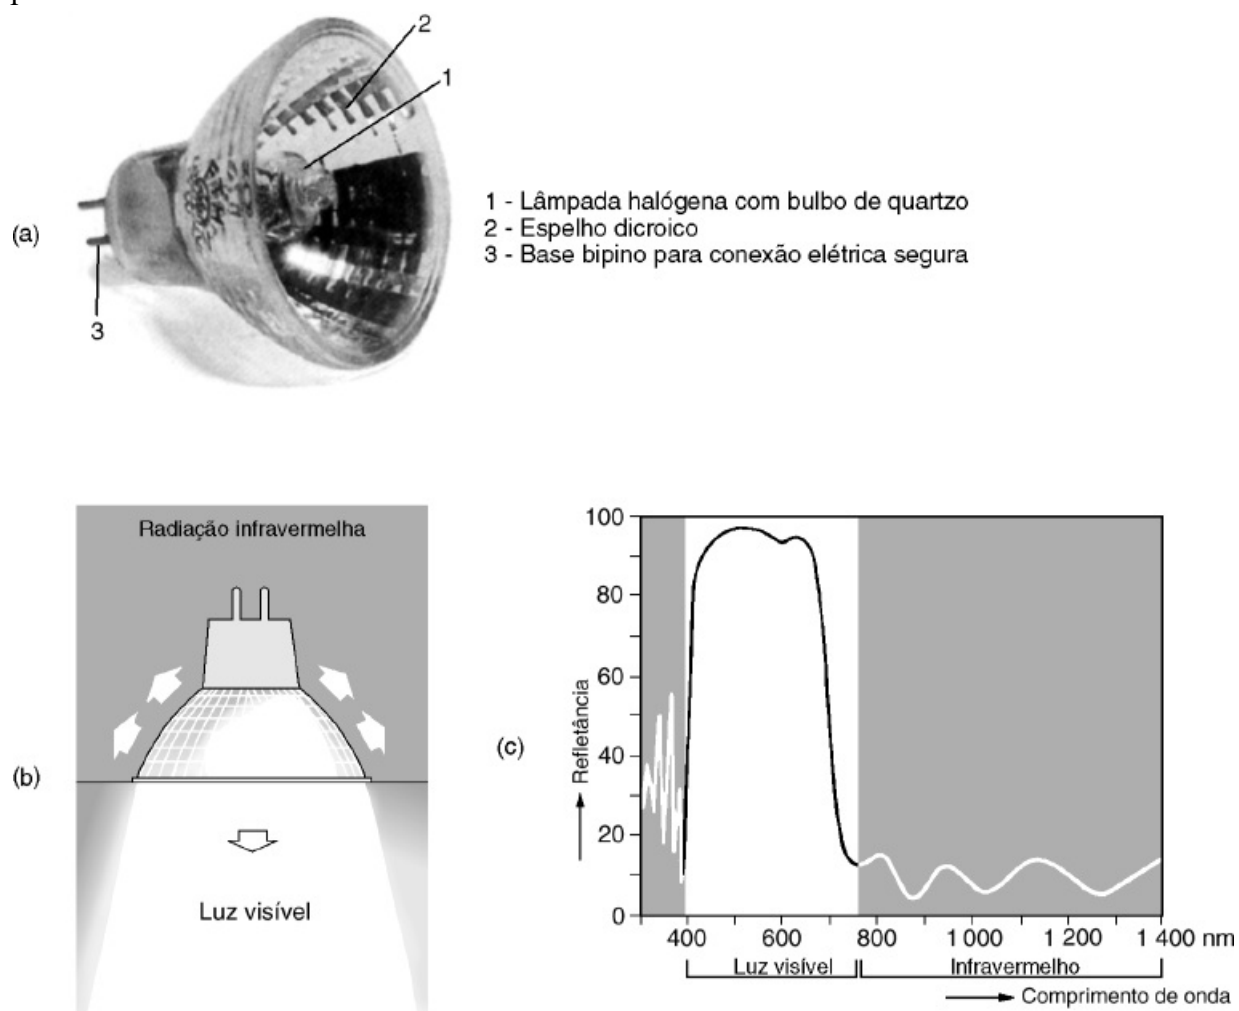 2
1
1 - Lâmpada halógena com bulbo de quartzo
2 - Espelho dicroico
3 - Base bipino para conexão elétrica segura
(a)
3
Radiação infravermelha
(b)
Luz visível
(c)
Refletância
100
80
60
40
20
0
400 600 800 1 000 1 200 1 400 nm
Luz visível Infravermelho
Comprimento de onda